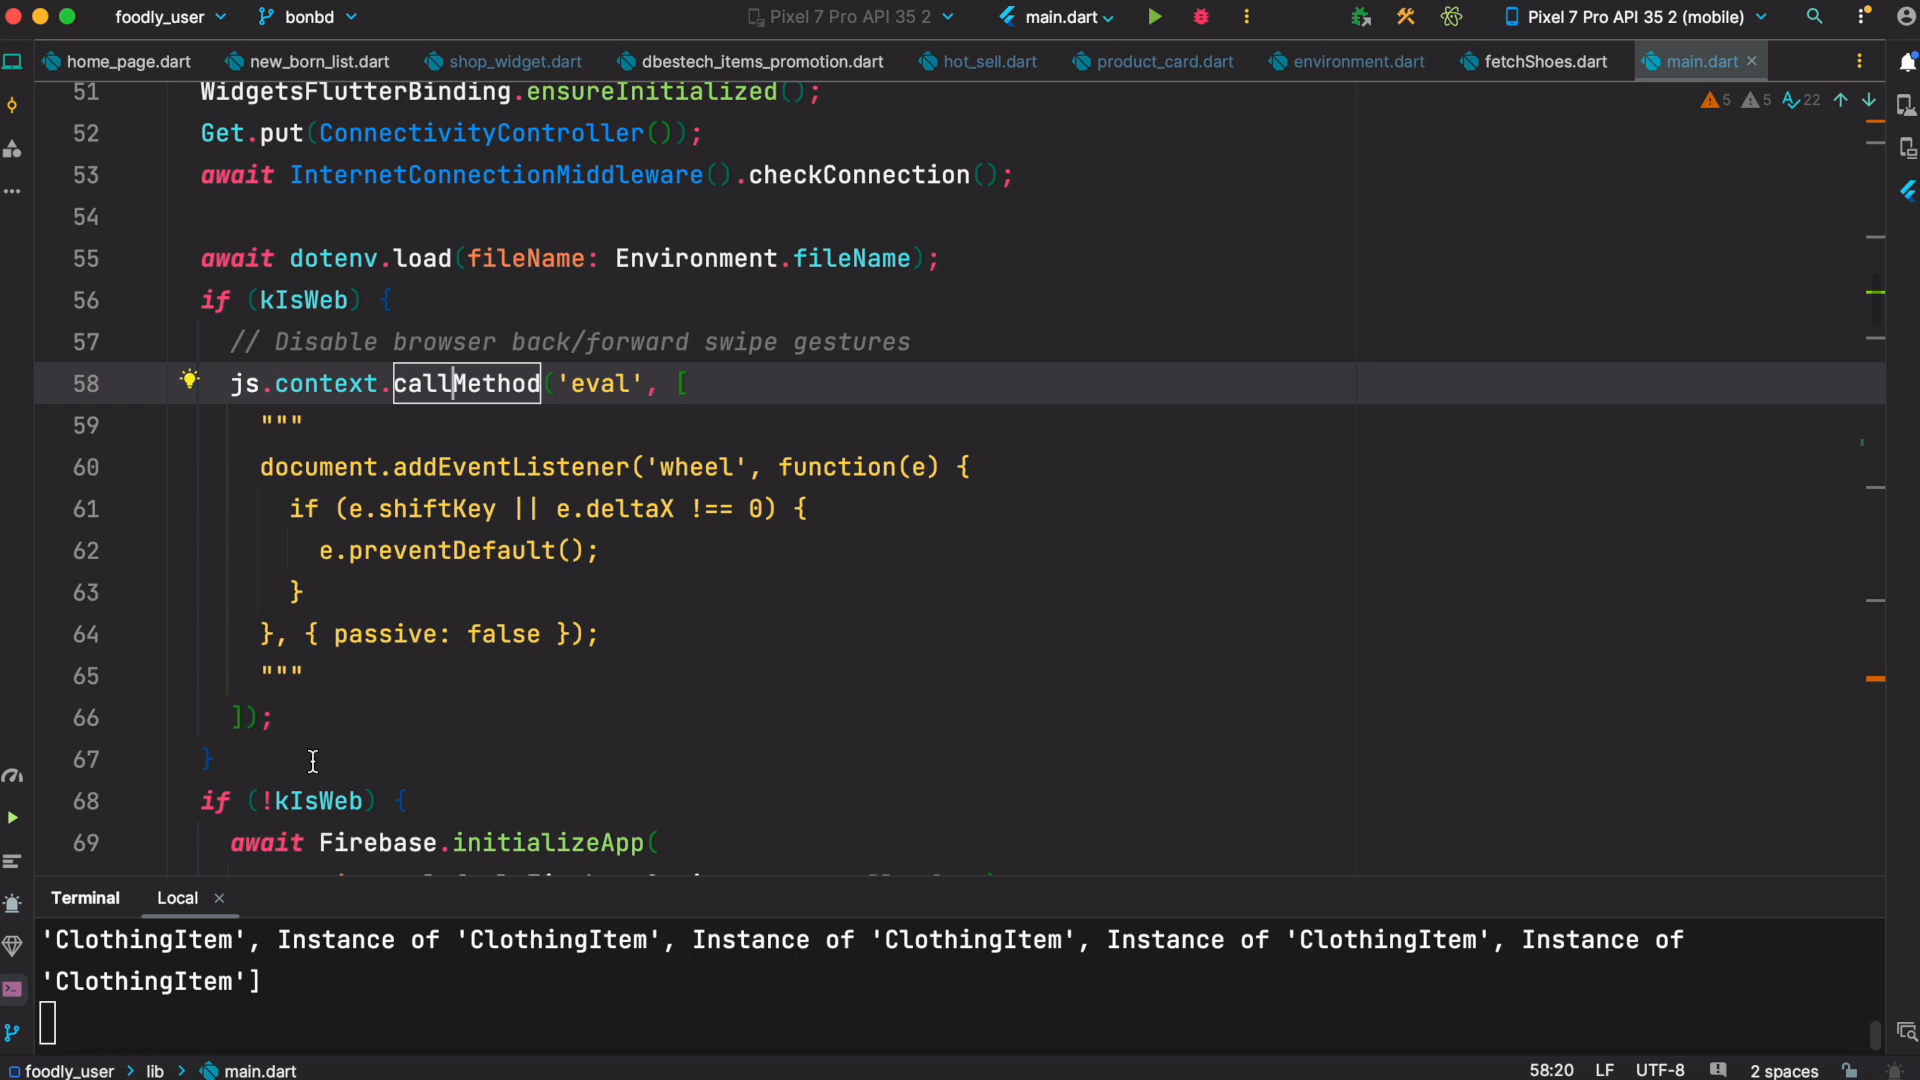 foodly_user bonbd Pixel 7 Pro API 35 2 main.dart Pixel 7 Pro API 35 2 (mobile)
home_page.dart new_born_list.dart shop_widget.dart dbestech_items_promotion.dart hot_sell.dart product_card.dart environment.dart fetchShoes.dart main.dart
5 5 22
51 WidgetsFlutterBinding.ensureInitialized();
52 Get.put(ConnectivityController());
53 await InternetConnectionMiddleware().checkConnection();
54
55 await dotenv.load(fileName: Environment.fileName);
56 if (kIsWeb) {
57 // Disable browser back/forward swipe gestures
58 js.context.callMethod('eval', [
59 """
60 document.addEventListener('wheel', function(e) {
61 if (e.shiftKey || e.deltaX !== 0) {
62 e.preventDefault();
63 }
64 }, { passive: false });
65 """
66 ]);
67 }
68 if (!kIsWeb) {
69 await Firebase.initializeApp(
Terminal Local
'ClothingItem', Instance of 'ClothingItem', Instance of 'ClothingItem', Instance of 'ClothingItem', Instance of
'ClothingItem']
foodly_user > lib > main.dart 58:20 LF UTF-8 2 spaces